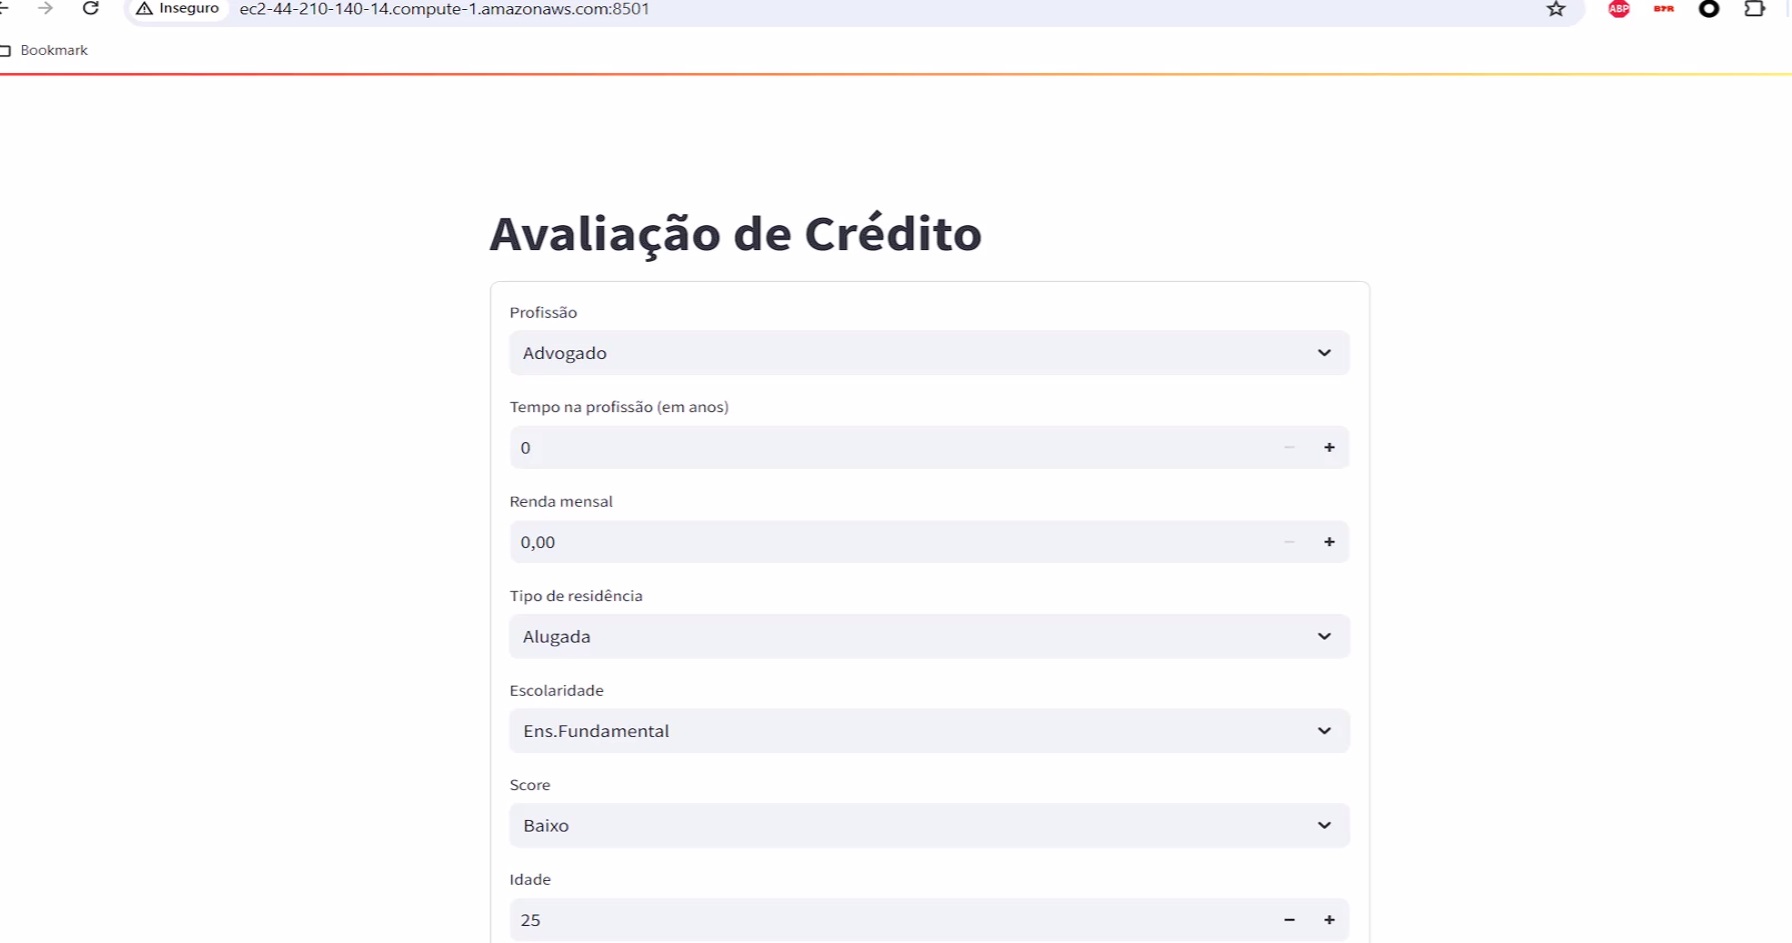 Inseguro
ec2-44-210-140-14.compute-1.amazonaws.com:8501
ABP
Bookmark
Avaliação de Crédito
Profissão
Advogado
Tempo na profissão (em anos)
0
Renda mensal
0,00
Tipo de residência
Alugada
Escolaridade
Ens.Fundamental
Score
Baixo
Idade
25